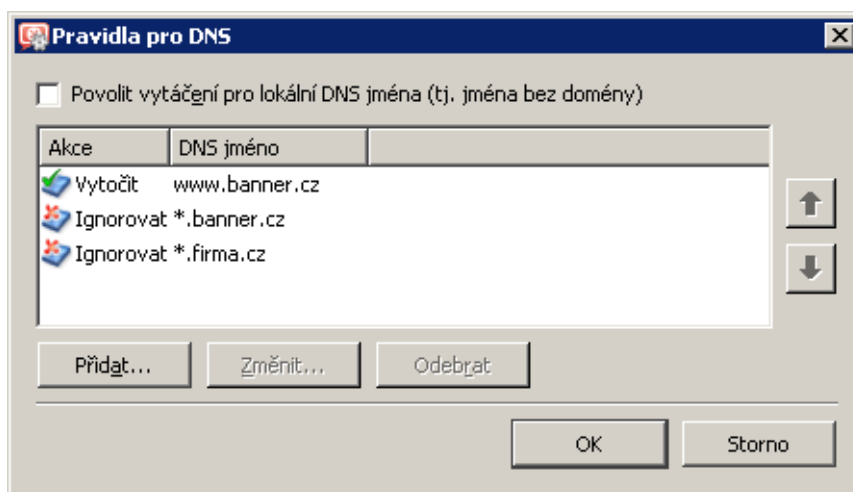 Pravidla pro DNS
Povolit vytáčení pro lokální DNS jména (tj. jména bez domény)
Akce DNS jméno
Vytočit www.banner.cz
Ignorovat *.banner.cz
Ignorovat *.firma.cz
Přidat... Změnit... Odebrat
OK Storno